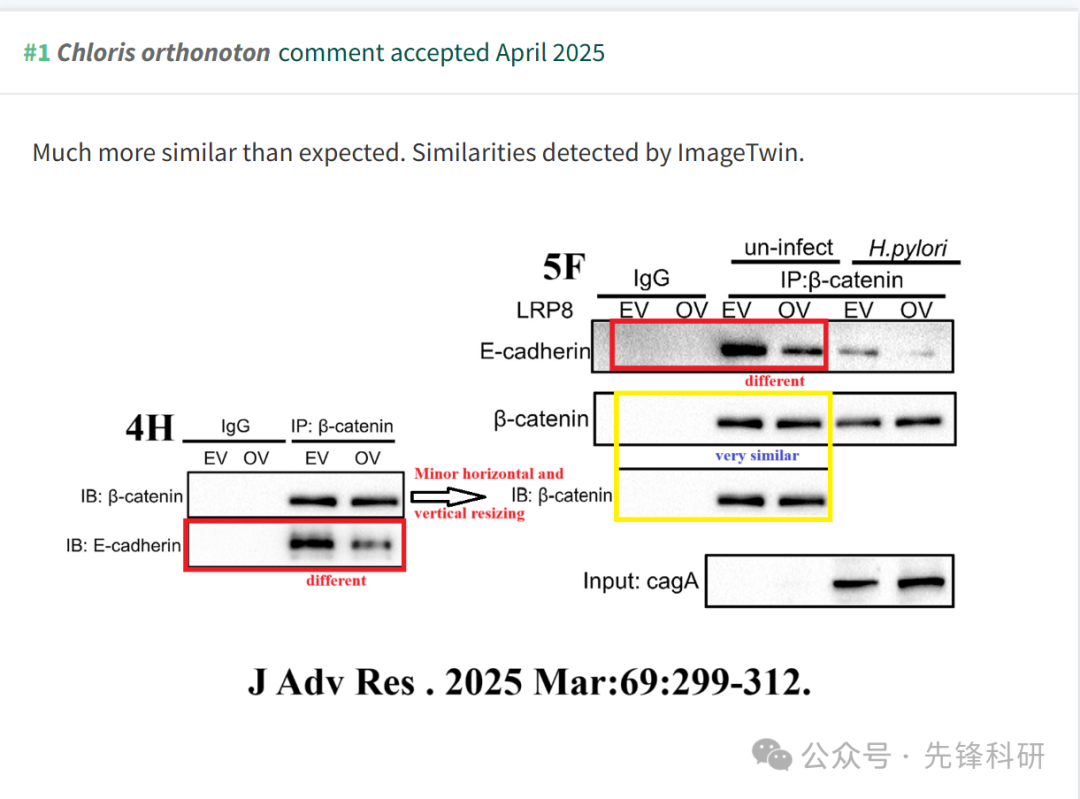 #1 Chloris orthonoton comment accepted April 2025
Much more similar than expected. Similarities detected by ImageTwin.
un-infect H.pylori
5F IgG IP:β-catenin
LRP8 EV OV EV OV EV OV
E-cadherin
different
β-catenin
very similar
4H IgG IP: β-catenin
EV OV EV OV
Minor horizontal and
IB: β-catenin
IB: β-catenin
vertical resizing
IB: E-cadherin
different
Input: cagA
J Adv Res . 2025 Mar:69:299-312.
公众号 · 先锋科研